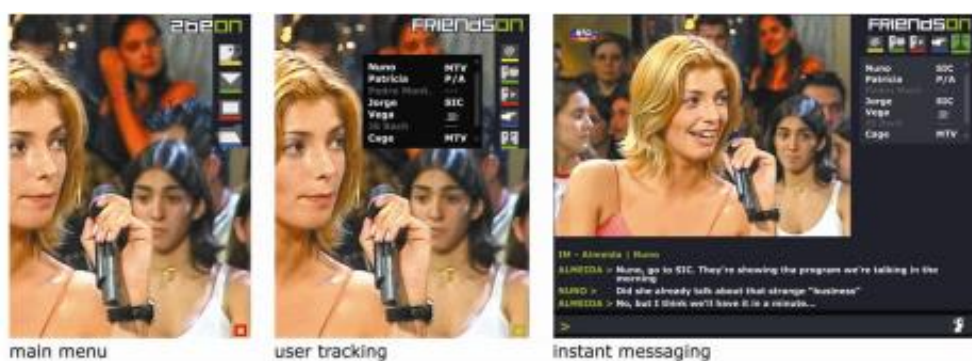 2BEON
FRIENDSON
Nuno MTV
Patricia P/A
Jorge SIC
Vega
Cage MTV
FRIENDSON
Nuno SIC
Patricia P/A
Jorge SIC
Vega
Cage MTV
IM - Almeida | Nuno
ALMEIDA > Nuno, go to SIC. They're showing the program we're talking in the
morning
NUNO > Did she already talk about that strange "business"
ALMEIDA > No, but I think we'll have it in a minute...
>
main menu
user tracking
instant messaging